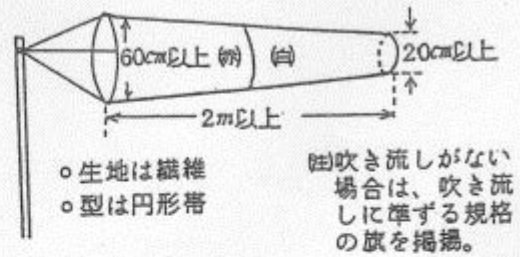 60cm以上 (赤) (白) 20cm以上
2m以上
○生地は繊維
○型は円形帯
(注)吹き流しがない
場合は、吹き流
しに準ずる規格
の旗を掲揚。